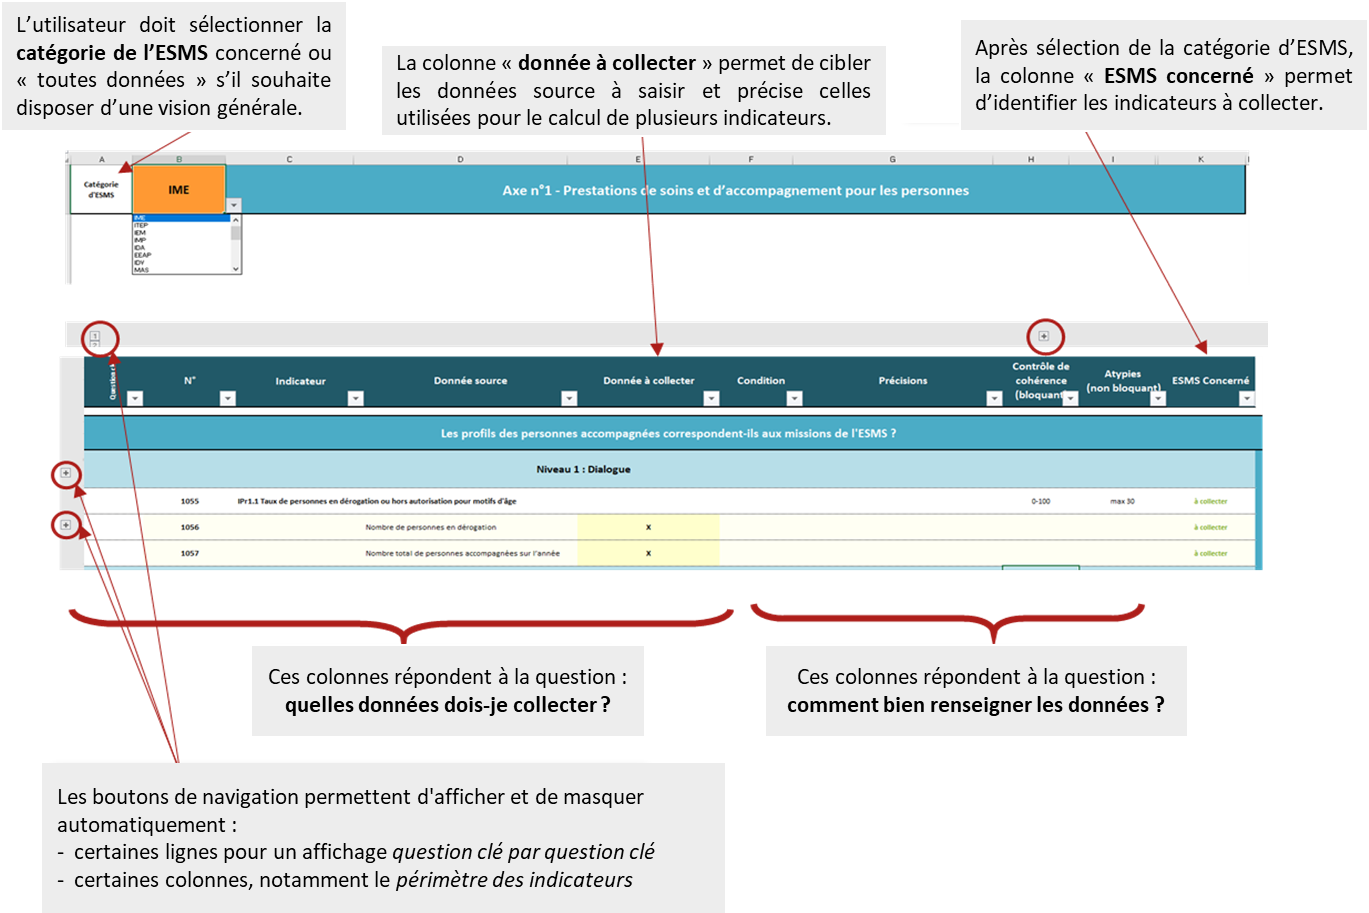 L’utilisateur doit sélectionner la
catégorie de l’ESMS concerné ou
« toutes données » s’il souhaite
disposer d’une vision générale.
La colonne « donnée à collecter » permet de cibler
les données source à saisir et précise celles
utilisées pour le calcul de plusieurs indicateurs.
Après sélection de la catégorie d’ESMS,
la colonne « ESMS concerné » permet
d’identifier les indicateurs à collecter.
A B C D E F G H I K
Catégorie
d'ESMS
IME
Axe n°1 - Prestations de soins et d’accompagnement pour les personnes
IME
ITEP
IEM
IMP
IDA
EEAP
IDV
MAS
1
2
Question cl
N°
Indicateur
Donnée source
Donnée à collecter
Condition
Précisions
Contrôle de
cohérence
(bloquant
Atypies
(non bloquant)
ESMS Concerné
Les profils des personnes accompagnées correspondent-ils aux missions de l'ESMS ?
Niveau 1 : Dialogue
1055 IPr1.1 Taux de personnes en dérogation ou hors autorisation pour motifs d'âge 0-100 max 30 à collecter
1056 Nombre de personnes en dérogation X à collecter
1057 Nombre total de personnes accompagnées sur l'année X à collecter
Ces colonnes répondent à la question :
quelles données dois-je collecter ?
Ces colonnes répondent à la question :
comment bien renseigner les données ?
Les boutons de navigation permettent d'afficher et de masquer
automatiquement :
- certaines lignes pour un affichage question clé par question clé
- certaines colonnes, notamment le périmètre des indicateurs